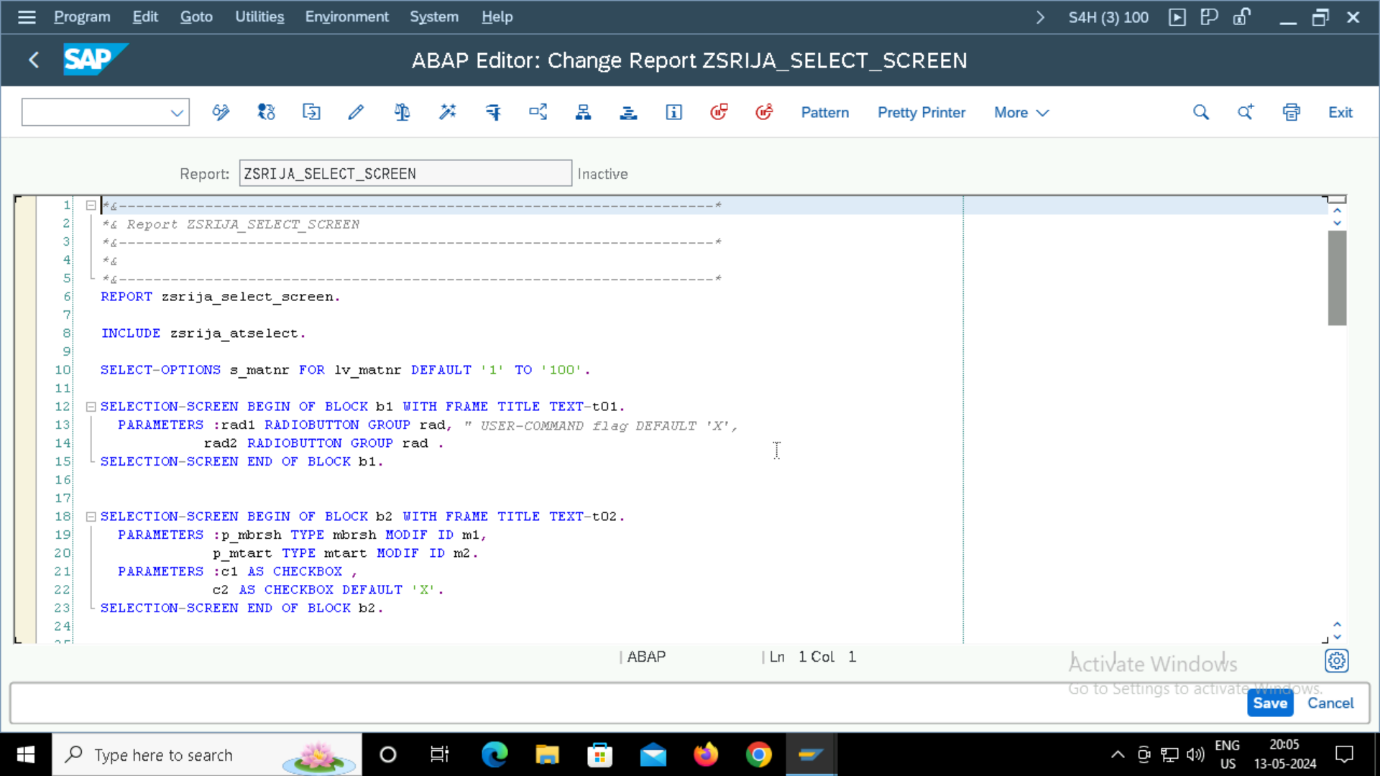 Program Edit Goto Utilities Environment System Help S4H (3) 100
SAP ABAP Editor: Change Report ZSRIJA_SELECT_SCREEN
Pattern Pretty Printer More Exit
Report: ZSRIJA_SELECT_SCREEN Inactive
1 *&---------------------------------------------------------------------*
2 *& Report ZSRIJA_SELECT_SCREEN
3 *&---------------------------------------------------------------------*
4 *&
5 *&---------------------------------------------------------------------*
6 REPORT zsrija_select_screen.
7
8 INCLUDE zsrija_atselect.
9
10 SELECT-OPTIONS s_matnr FOR lv_matnr DEFAULT '1' TO '100'.
11
12 SELECTION-SCREEN BEGIN OF BLOCK b1 WITH FRAME TITLE TEXT-t01.
13 PARAMETERS :rad1 RADIOBUTTON GROUP rad, " USER-COMMAND flag DEFAULT 'X',
14 rad2 RADIOBUTTON GROUP rad .
15 SELECTION-SCREEN END OF BLOCK b1.
16
17
18 SELECTION-SCREEN BEGIN OF BLOCK b2 WITH FRAME TITLE TEXT-t02.
19 PARAMETERS :p_mbrsh TYPE mbrsh MODIF ID m1,
20 p_mtart TYPE mtart MODIF ID m2.
21 PARAMETERS :c1 AS CHECKBOX ,
22 c2 AS CHECKBOX DEFAULT 'X'.
23 SELECTION-SCREEN END OF BLOCK b2.
24
| ABAP | Ln 1 Col 1
Activate Windows
Go to Settings to activate Windows.
Save Cancel
Type here to search
ENG 20:05
US 13-05-2024